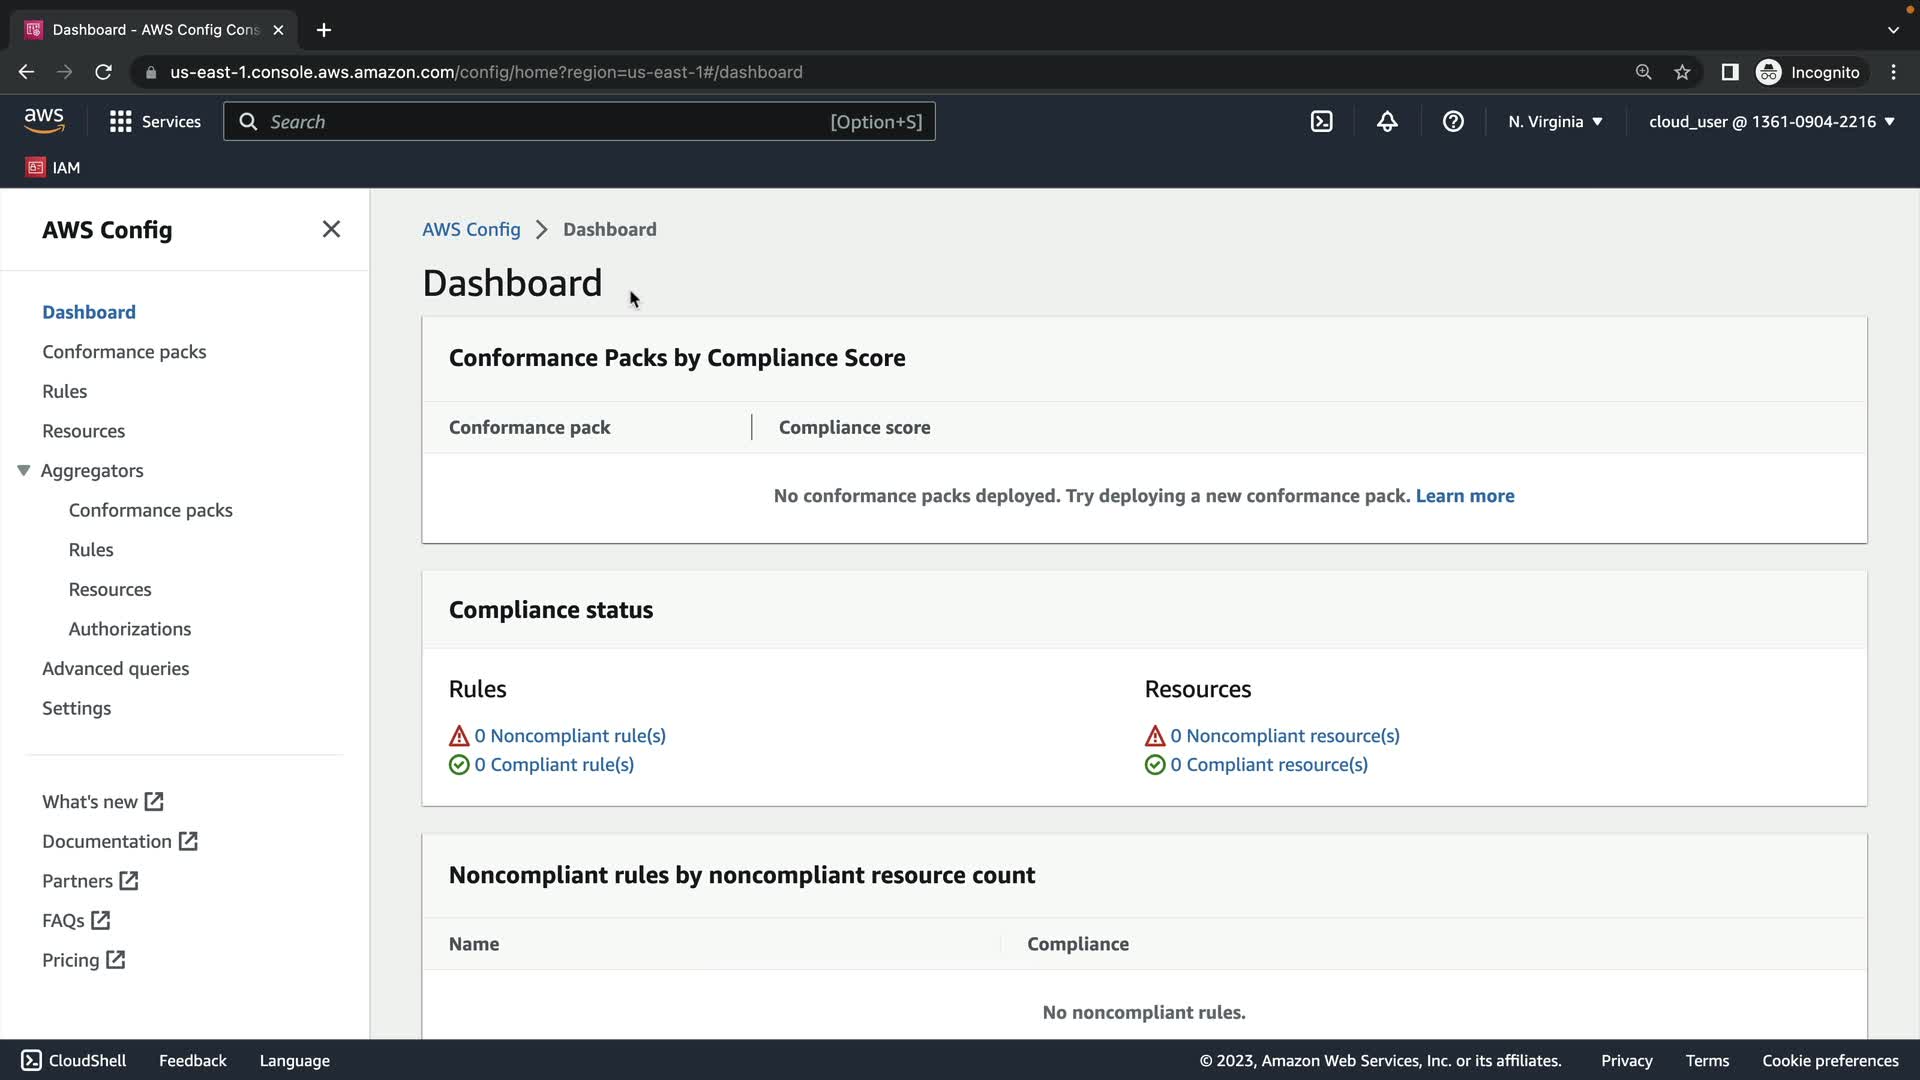 Dashboard - AWS Config Cons
us-east-1.console.aws.amazon.com/config/home?region=us-east-1#/dashboard
Incognito
aws
Services
Search
[Option+S]
N. Virginia
cloud_user @ 1361-0904-2216
IAM
AWS Config
Dashboard
Conformance packs
Rules
Resources
Aggregators
Conformance packs
Rules
Resources
Authorizations
Advanced queries
Settings
What's new
Documentation
Partners
FAQs
Pricing
AWS Config > Dashboard
Dashboard
Conformance Packs by Compliance Score
Conformance pack
Compliance score
No conformance packs deployed. Try deploying a new conformance pack. Learn more
Compliance status
Rules
0 Noncompliant rule(s)
0 Compliant rule(s)
Resources
0 Noncompliant resource(s)
0 Compliant resource(s)
Noncompliant rules by noncompliant resource count
Name
Compliance
No noncompliant rules.
CloudShell
Feedback
Language
© 2023, Amazon Web Services, Inc. or its affiliates.
Privacy
Terms
Cookie preferences